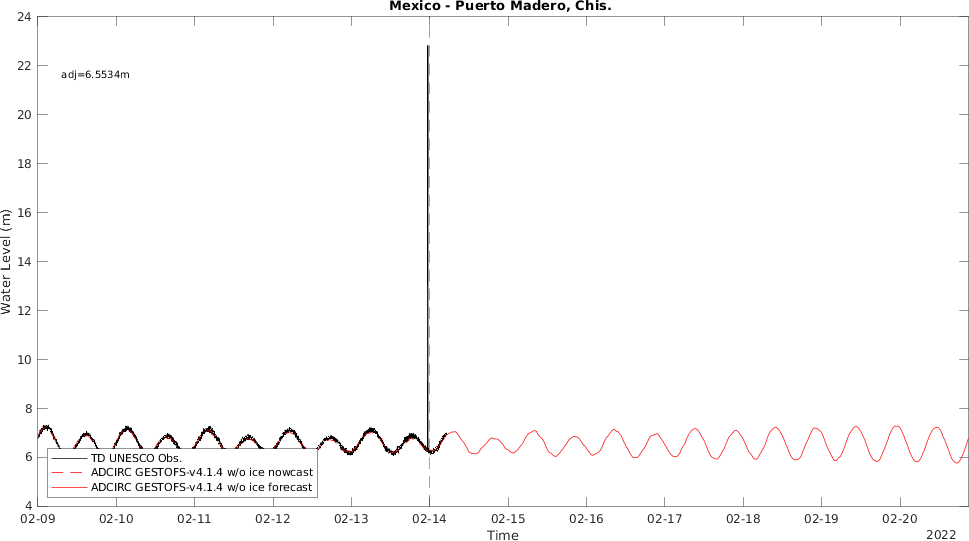 Mexico - Puerto Madero, Chis.
24
22
20
18
16
14
12
10
8
6
4
Water Level (m)
adj=6.5534m
TD UNESCO Obs.
ADCIRC GESTOFS-v4.1.4 w/o ice nowcast
ADCIRC GESTOFS-v4.1.4 w/o ice forecast
02-09 02-10 02-11 02-12 02-13 02-14 02-15 02-16 02-17 02-18 02-19 02-20
Time
2022